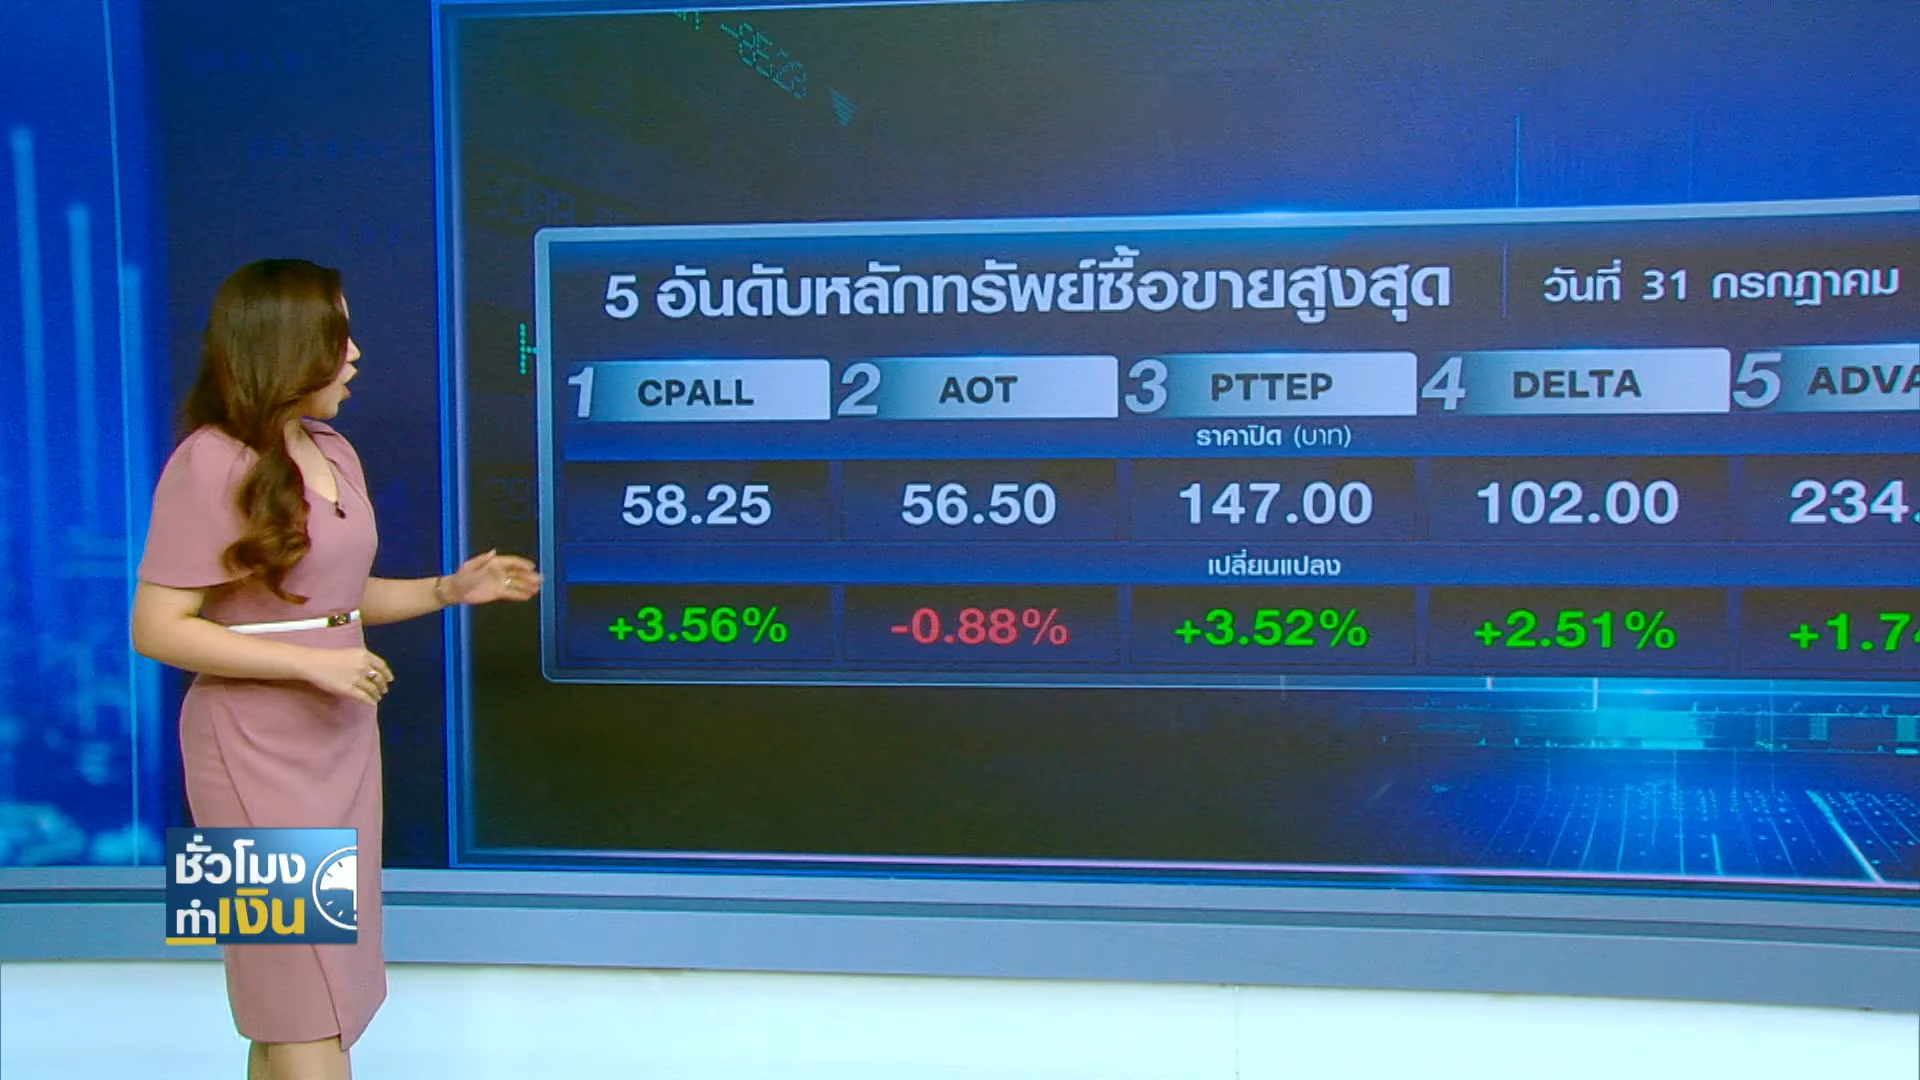 5 อันดับหลักทรัพย์ซื้อขายสูงสุด วันที่ 31 กรกฎาคม
1 CPALL 2 AOT 3 PTTEP 4 DELTA 5 ADVA
ราคาปิด (บาท)
58.25 56.50 147.00 102.00 234.
เปลี่ยนแปลง
+3.56% -0.88% +3.52% +2.51% +1.7
ชั่วโมง
ทำเงิน